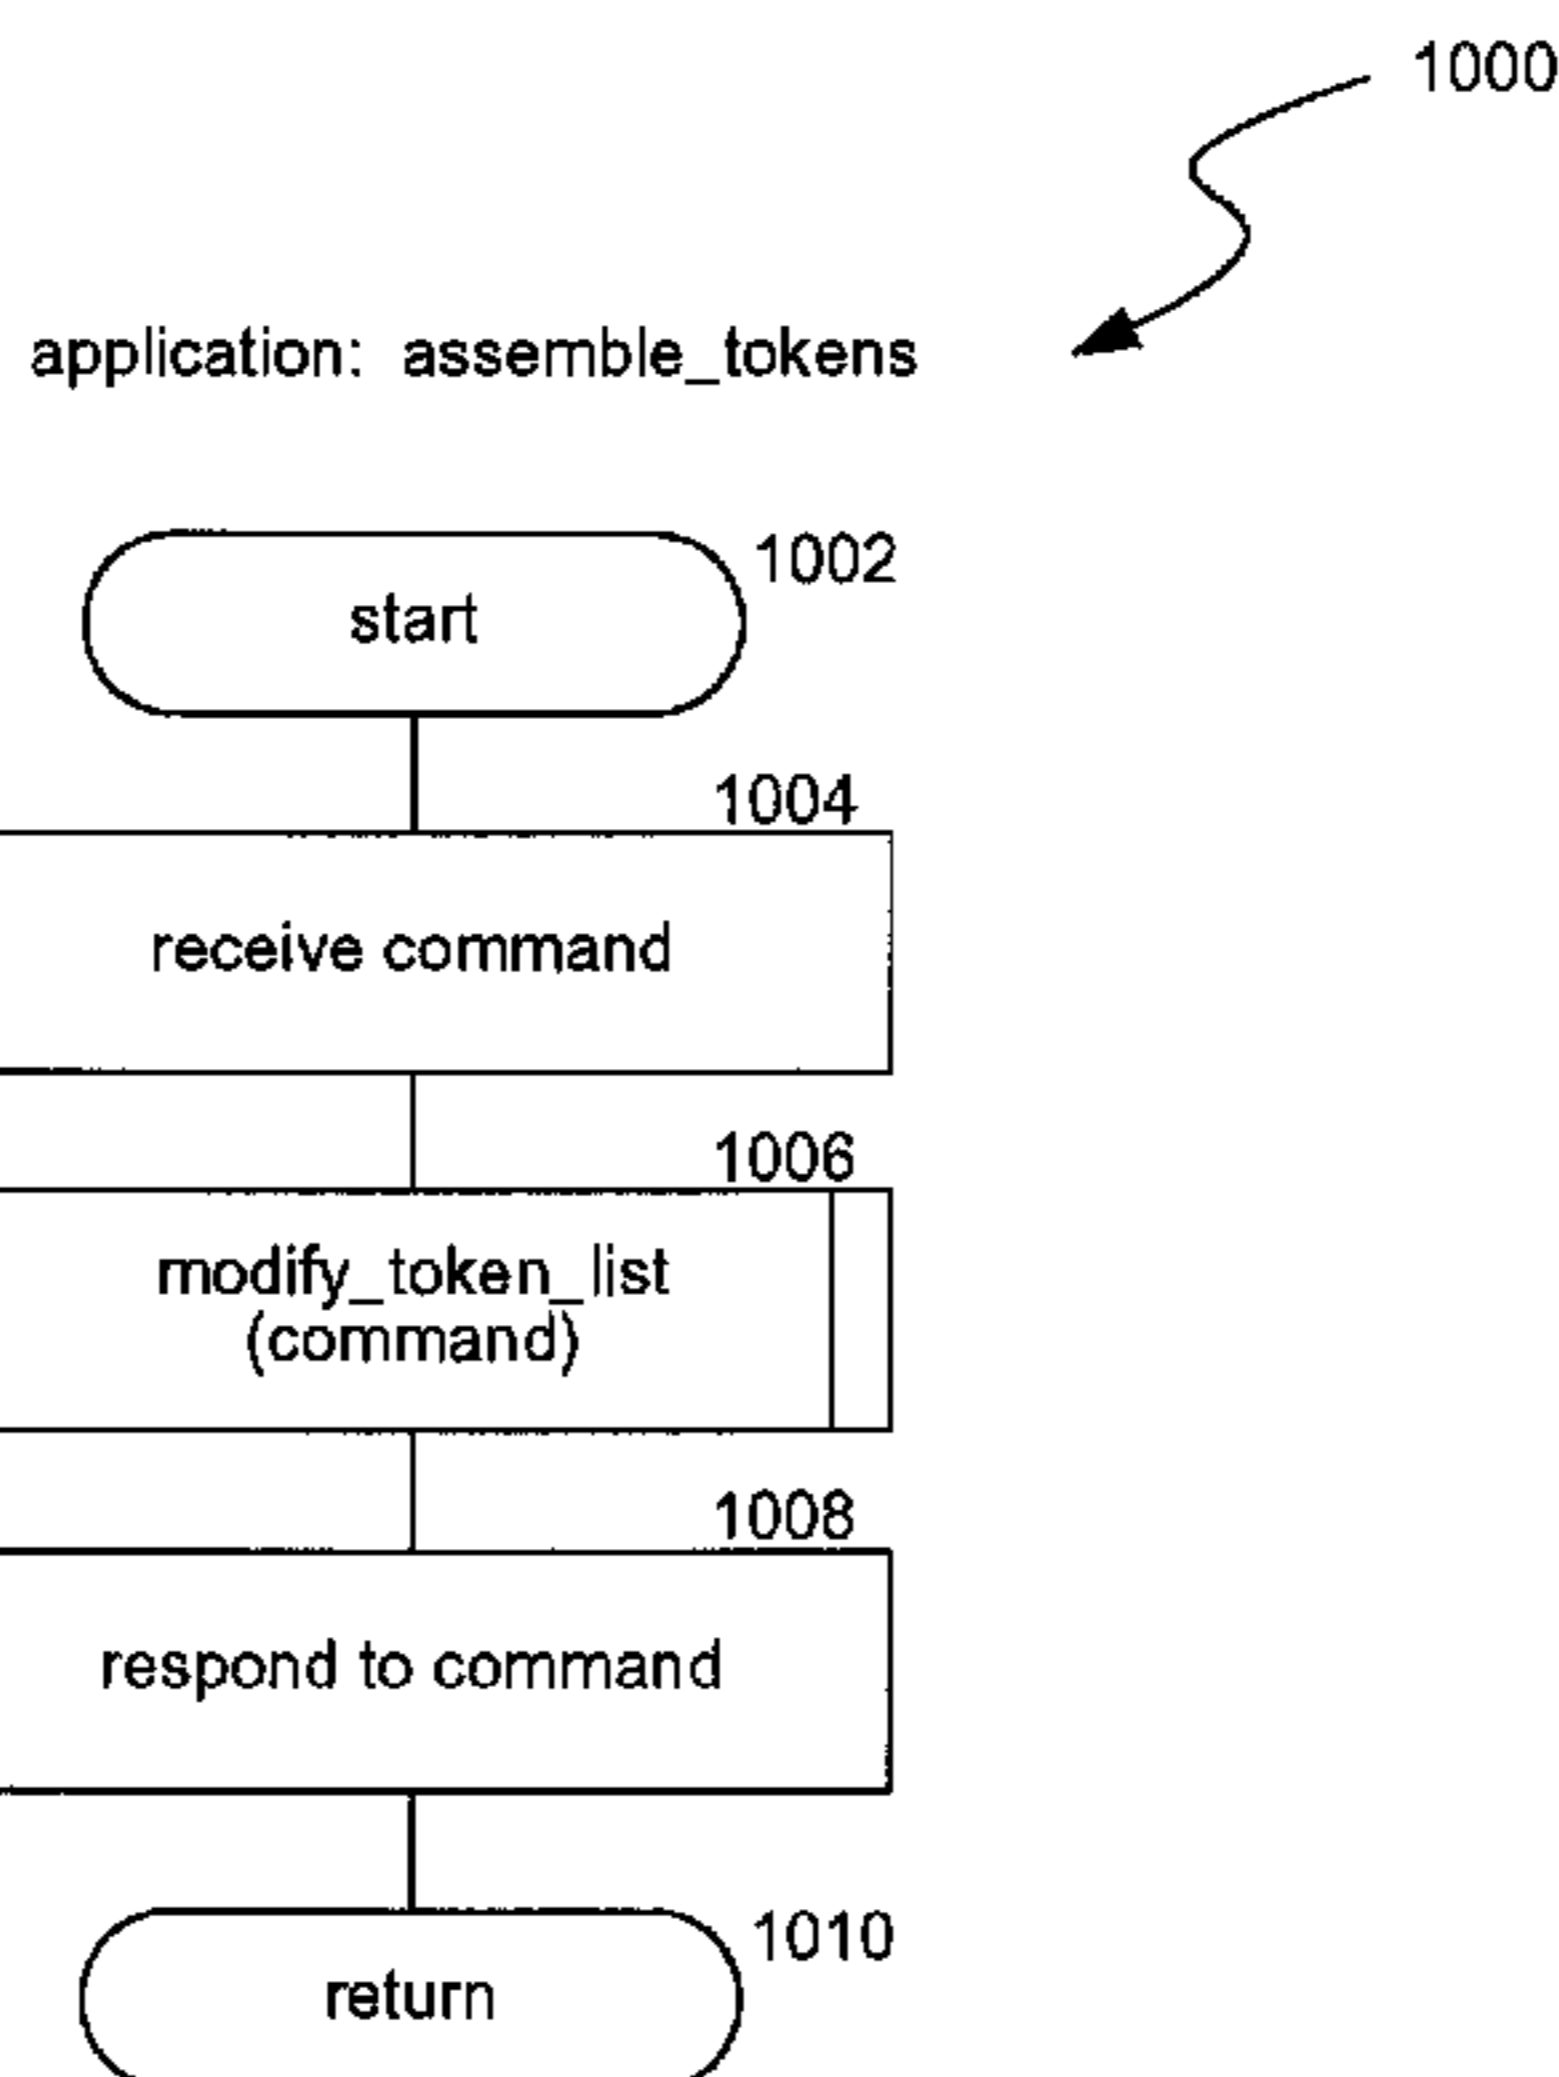 1000
application: assemble_tokens
1002
start
1004
receive command
1006
modify_token_list
(command)
1008
respond to command
1010
return